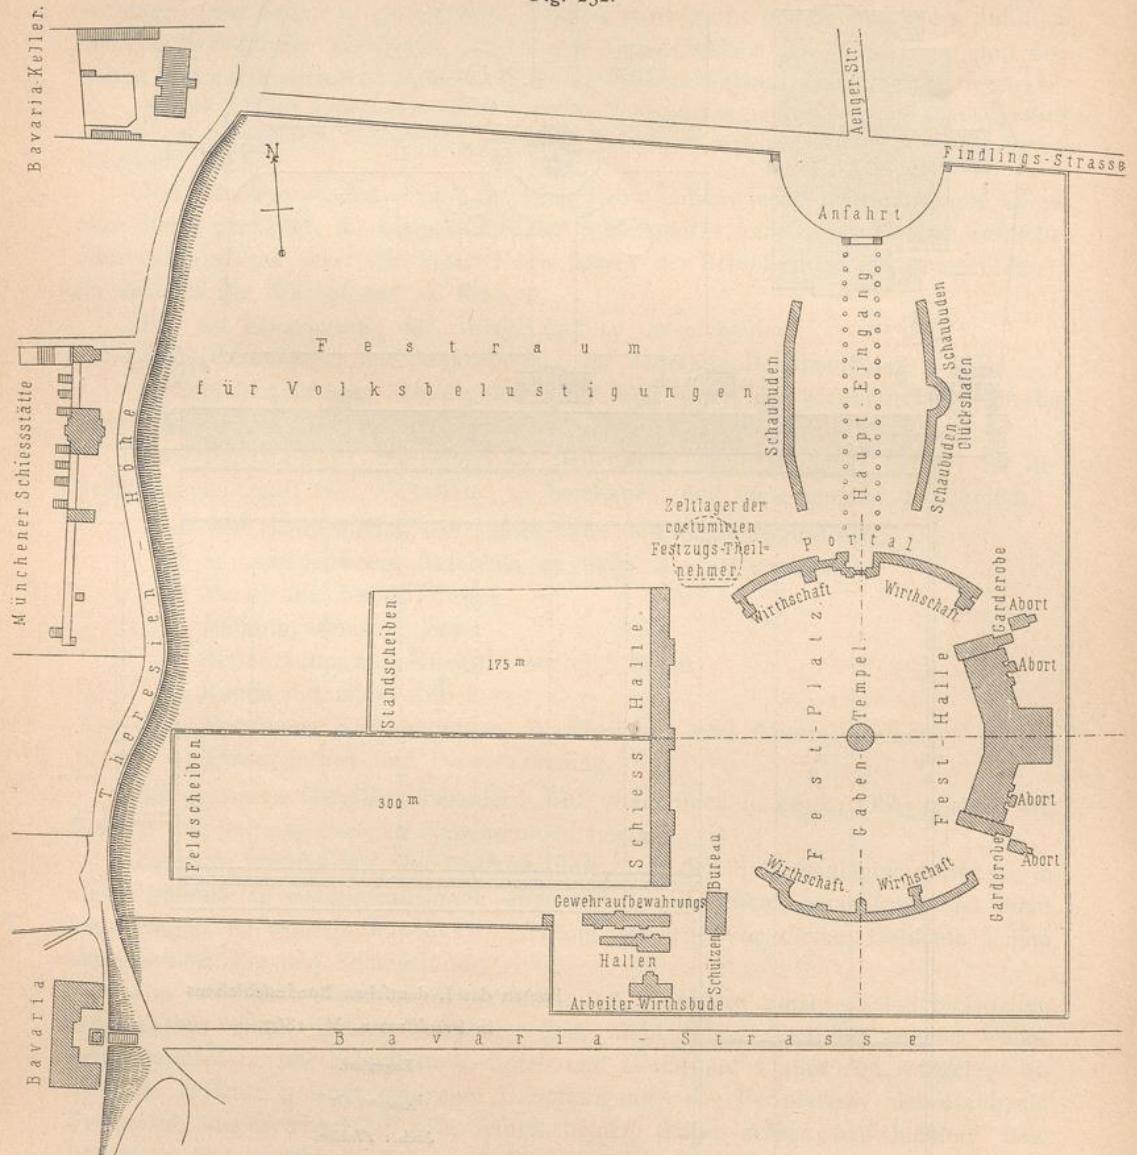 Bavaria-Keller.
N
Aenger Str.
Findlings-Strasse
Anfahrt
Haupt-Eingang
Schaubuden
Schaubuden
Glückshafen
Schaubuden
Festraum
für Volksbelustigungen
Münchener Schiessstätte
Theresien-Höhe
Zeltlager der
costümirten
Festzugs-Theil=
nehmer
Portal
Wirthschaft
Wirthschaft
Garderobe
Abort
Abort
Standscheiben
175 m
Schiess-Halle.
Fest-Platz.
Gaben-Tempel.
Fest-Halle
Feldscheiben
300 m
Abort
Abort
Garderobe
Wirthschaft
Wirthschaft
Schützen Bureau
Gewehraufbewahrungs
Hallen
Arbeiter Wirthsbude
Bavaria
Bavaria-Strasse